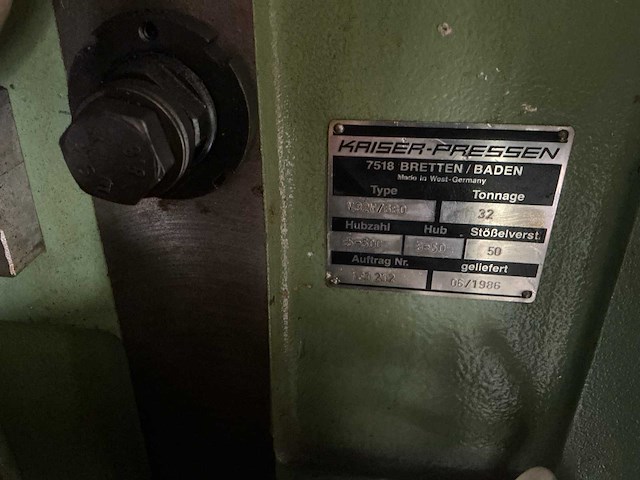 KAISER-PRESSEN
7518 BRETTEN/BADEN
Made in West-Germany
Type Tonnage
32
Hubzahl Hub Stößelverst.
50
Auftrag Nr. geliefert
06/1986